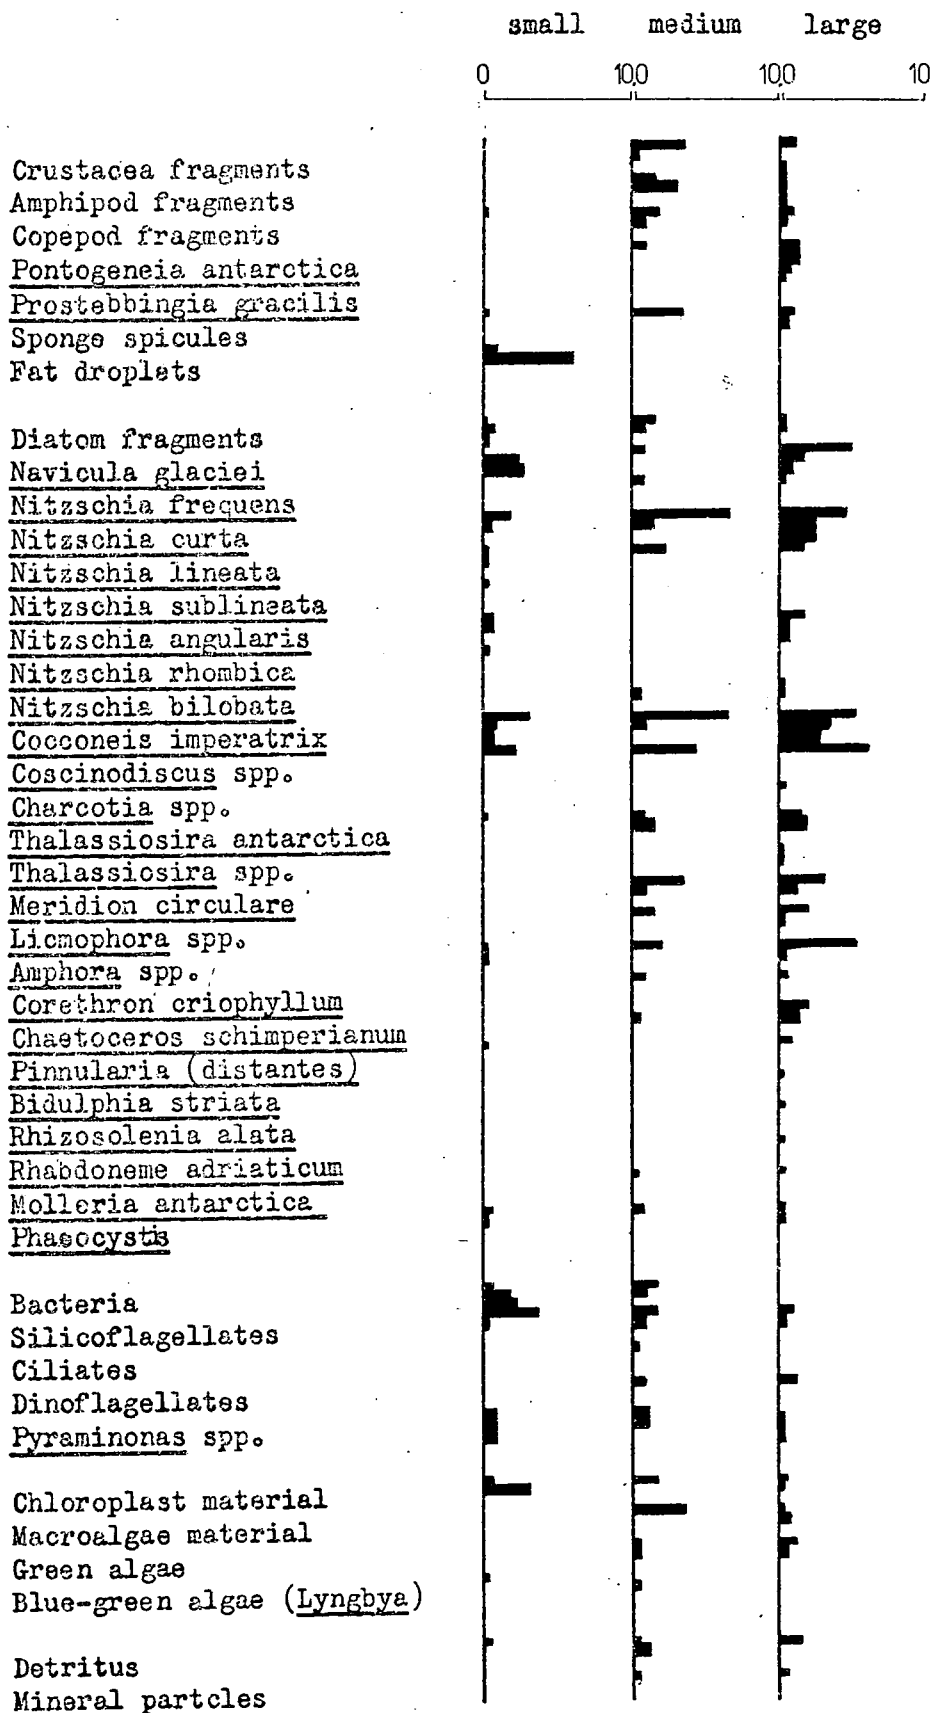 small medium large
0 10,0 10,0 10
Crustacea fragments
Amphipod fragments
Copepod fragments
Pontogeneia antarctica
Prostebbingia gracilis
Sponge spicules
Fat droplets
Diatom fragments
Navicula glaciei
Nitzschia frequens
Nitzschia curta
Nitzschia lineata
Nitzschia sublineata
Nitzschia angularis
Nitzschia rhombica
Nitzschia bilobata
Cocconeis imperatrix
Coscinodiscus spp.
Charcotia spp.
Thalassiosira antarctica
Thalassiosira spp.
Meridion circulare
Licmophora spp.
Amphora spp.
Corethron criophyllum
Chaetoceros schimperianum
Pinnularia (distantes)
Bidulphia striata
Rhizosolenia alata
Rhabdoneme adriaticum
Molleria antarctica
Phaeocystis
Bacteria
Silicoflagellates
Ciliates
Dinoflagellates
Pyraminonas spp.
Chloroplast material
Macroalgae material
Green algae
Blue-green algae (Lyngbya)
Detritus
Mineral partcles